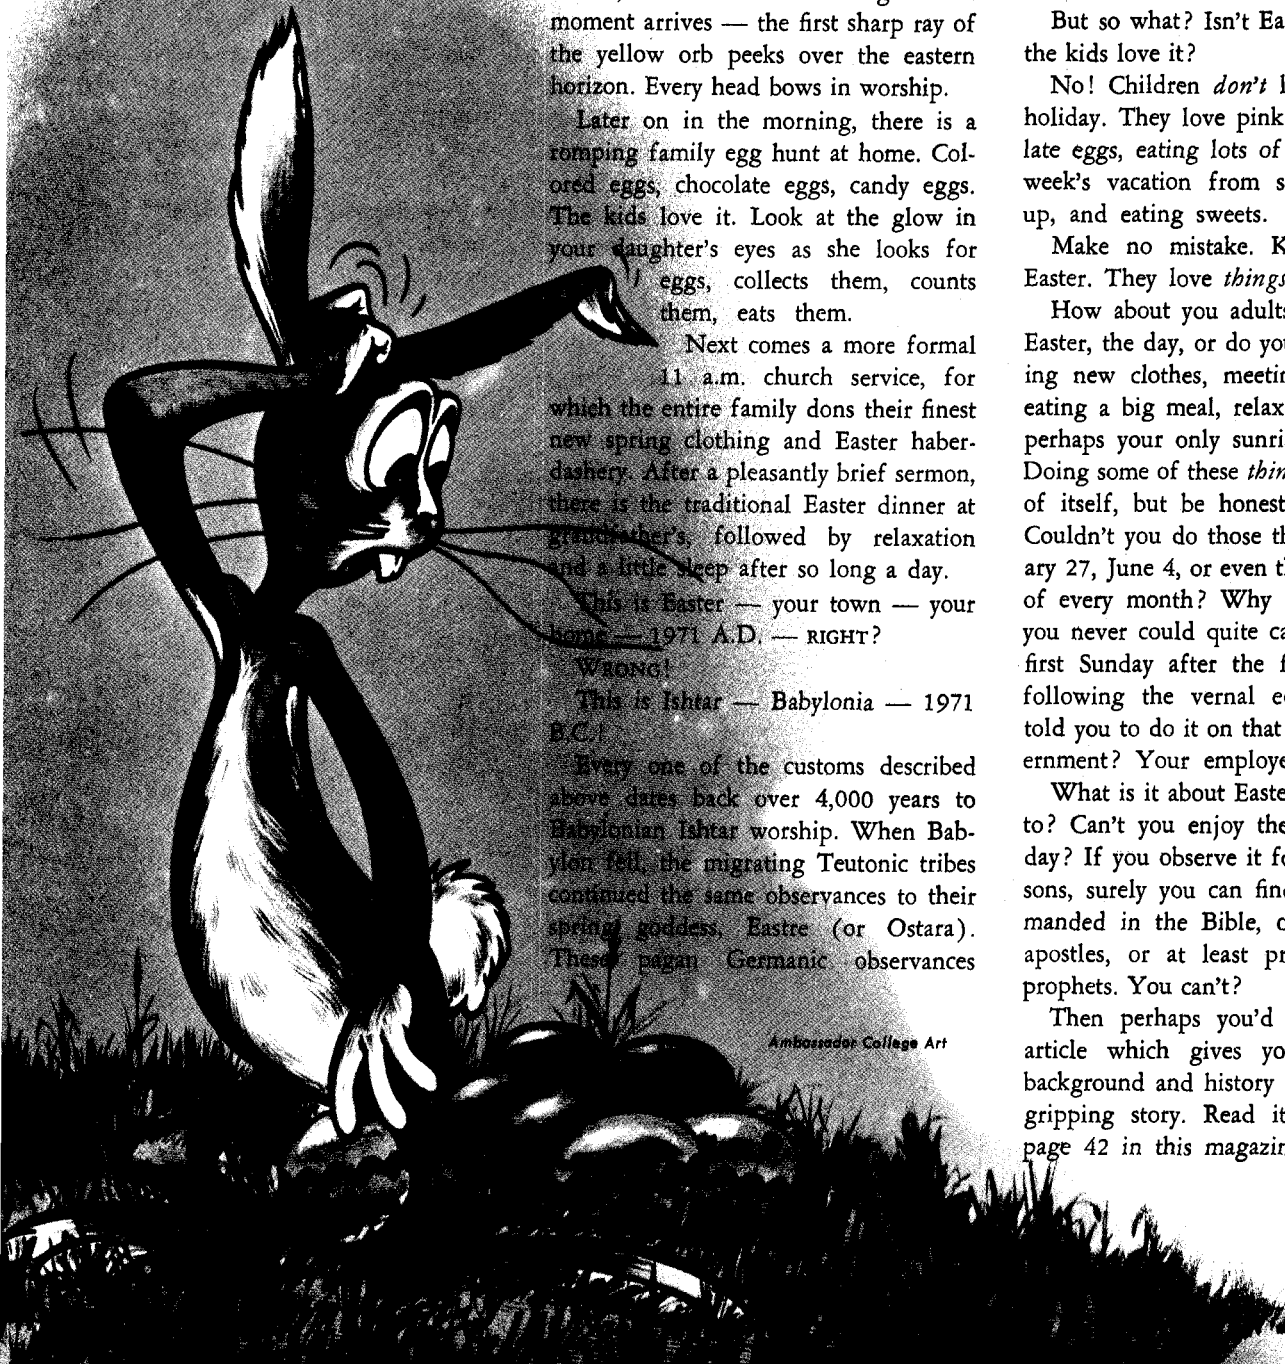 moment arrives — the first sharp ray of
the yellow orb peeks over the eastern
horizon. Every head bows in worship.
Later on in the morning, there is a
romping family egg hunt at home. Col-
ored eggs, chocolate eggs, candy eggs.
The kids love it. Look at the glow in
your daughter's eyes as she looks for
eggs, collects them, counts
them, eats them.
Next comes a more formal
11 a.m. church service, for
which the entire family dons their finest
new spring clothing and Easter haber-
dashery. After a pleasantly brief sermon,
there is the traditional Easter dinner at
grandfather's, followed by relaxation
and a little sleep after so long a day.
This is Easter — your town — your
home — 1971 A.D. — RIGHT?
WRONG!
This is Ishtar — Babylonia — 1971
B.C.!
Every one of the customs described
above dates back over 4,000 years to
Babylonian Ishtar worship. When Bab-
ylon fell, the migrating Teutonic tribes
continued the same observances to their
spring goddess, Eastre (or Ostara).
These pagan Germanic observances
Ambassador College Art
But so what? Isn't Ea
the kids love it?
No! Children don't l
holiday. They love pink
late eggs, eating lots of
week's vacation from s
up, and eating sweets.
Make no mistake. K
Easter. They love things
How about you adults
Easter, the day, or do you
ing new clothes, meetin
eating a big meal, relax
perhaps your only sunri
Doing some of these thin
of itself, but be honest
Couldn't you do those th
ary 27, June 4, or even t
of every month? Why
you never could quite ca
first Sunday after the f
following the vernal e
told you to do it on that
ernment? Your employe
What is it about Easte
to? Can't you enjoy the
day? If you observe it fo
sons, surely you can fin
manded in the Bible, o
apostles, or at least pr
prophets. You can't?
Then perhaps you'd
article which gives yo
background and history
gripping story. Read it
page 42 in this magazin